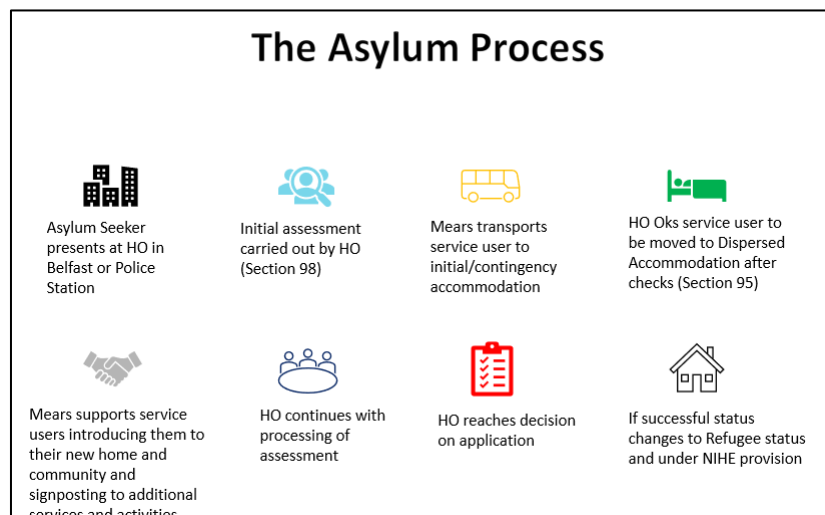 The Asylum Process
Asylum Seeker
presents at HO in
Belfast or Police
Station
Initial assessment
carried out by HO
(Section 98)
Mears transports
service user to
initial/contingency
accommodation
HO Oks service user to
be moved to Dispersed
Accommodation after
checks (Section 95)
Mears supports service
users introducing them to
their new home and
community and
signposting to additional
services and activities
HO continues with
processing of
assessment
HO reaches decision
on application
If successful status
changes to Refugee status
and under NIHE provision